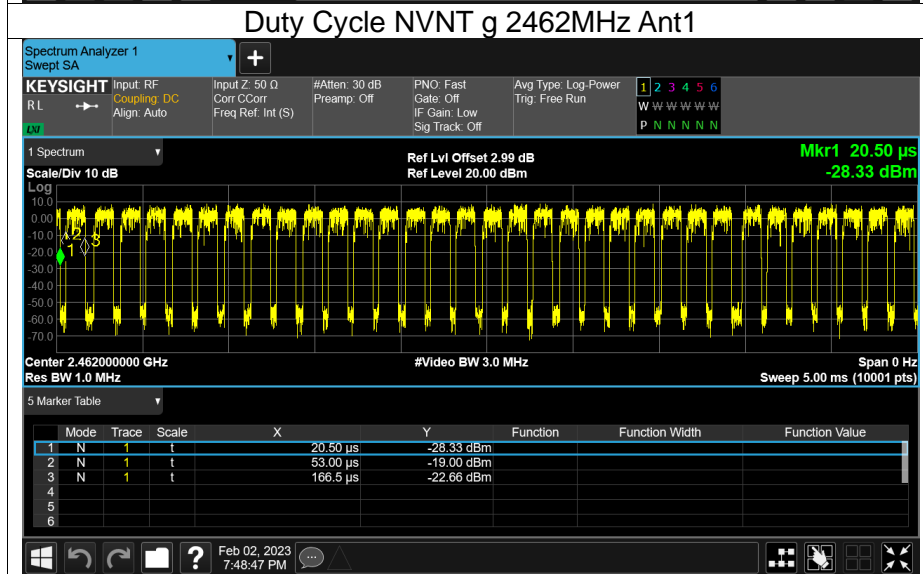 Duty Cycle NVNT g 2462MHz Ant1
Spectrum Analyzer 1
Swept SA
+
KEYSIGHT Input: RF Input Z: 50 Ω #Atten: 30 dB PNO: Fast Avg Type: Log-Power 1 2 3 4 5 6
R L Coupling: DC Corr CCorr Preamp: Off Gate: Off Trig: Free Run W W W W W W
Align: Auto Freq Ref: Int (S) IF Gain: Low
LXI Sig Track: Off P N N N N N
1 Spectrum
Ref Lvl Offset 2.99 dB Mkr1 20.50 µs
Scale/Div 10 dB Ref Level 20.00 dBm -28.33 dBm
Log
10.0
0.00
-10.0
-20.0
-30.0
-40.0
-50.0
-60.0
-70.0
1 2 3
Center 2.462000000 GHz #Video BW 3.0 MHz Span 0 Hz
Res BW 1.0 MHz Sweep 5.00 ms (10001 pts)
5 Marker Table
Mode Trace Scale X Y Function Function Width Function Value
1 N 1 t 20.50 µs -28.33 dBm
2 N 1 t 53.00 µs -19.00 dBm
3 N 1 t 166.5 µs -22.66 dBm
4
5
6
? Feb 02, 2023
7:48:47 PM